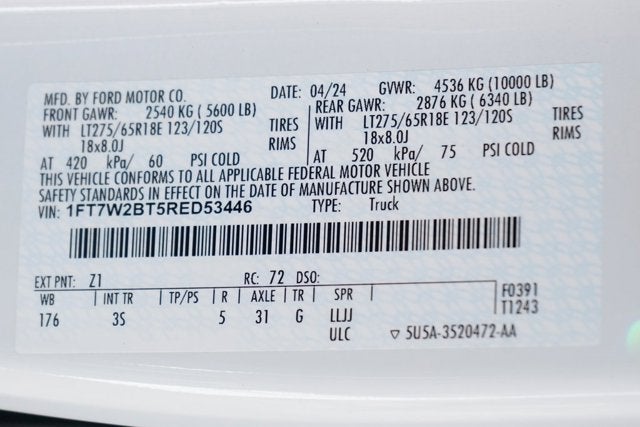 MFD. BY FORD MOTOR CO. DATE: 04/24 GVWR: 4536 KG (10000 LB)
FRONT GAWR: 2540 KG ( 5600 LB) REAR GAWR: 2876 KG ( 6340 LB)
WITH LT275/65R18E 123/120S TIRES WITH LT275/65R18E 123/120S TIRES
18x8.0J RIMS 18x8.0J RIMS
AT 420 kPa/ 60 PSI COLD AT 520 kPa/ 75 PSI COLD
THIS VEHICLE CONFORMS TO ALL APPLICABLE FEDERAL MOTOR VEHICLE
SAFETY STANDARDS IN EFFECT ON THE DATE OF MANUFACTURE SHOWN ABOVE.
VIN: 1FT7W2BT5RED53446 TYPE: Truck
EXT PNT: Z1 RC: 72 DSO:
WB INT TR TP/PS R AXLE TR SPR F0391
176 3S 5 31 G LLJJ T1243
ULC ▽ 5U5A-3520472-AA